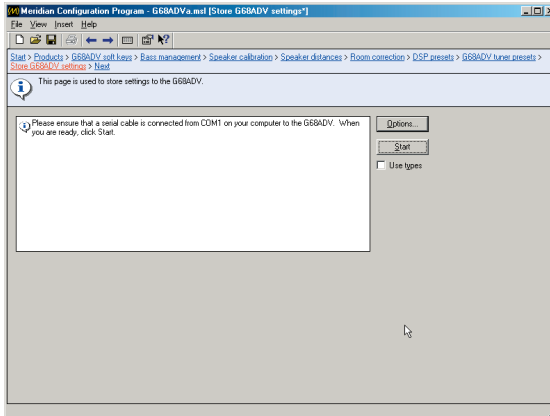 Meridian Configuration Program - G68ADVa.msf [Store G68ADV settings*]
File View Insert Help
Start > Products > G68ADV soft keys > Bass management > Speaker calibration > Speaker distances > Room correction > DSP presets > G68ADV tuner presets >
Store G68ADV settings > Next
This page is used to store settings to the G68ADV.
Please ensure that a serial cable is connected from COM1 on your computer to the G68ADV. When
you are ready, click Start.
Options...
Start
Use types